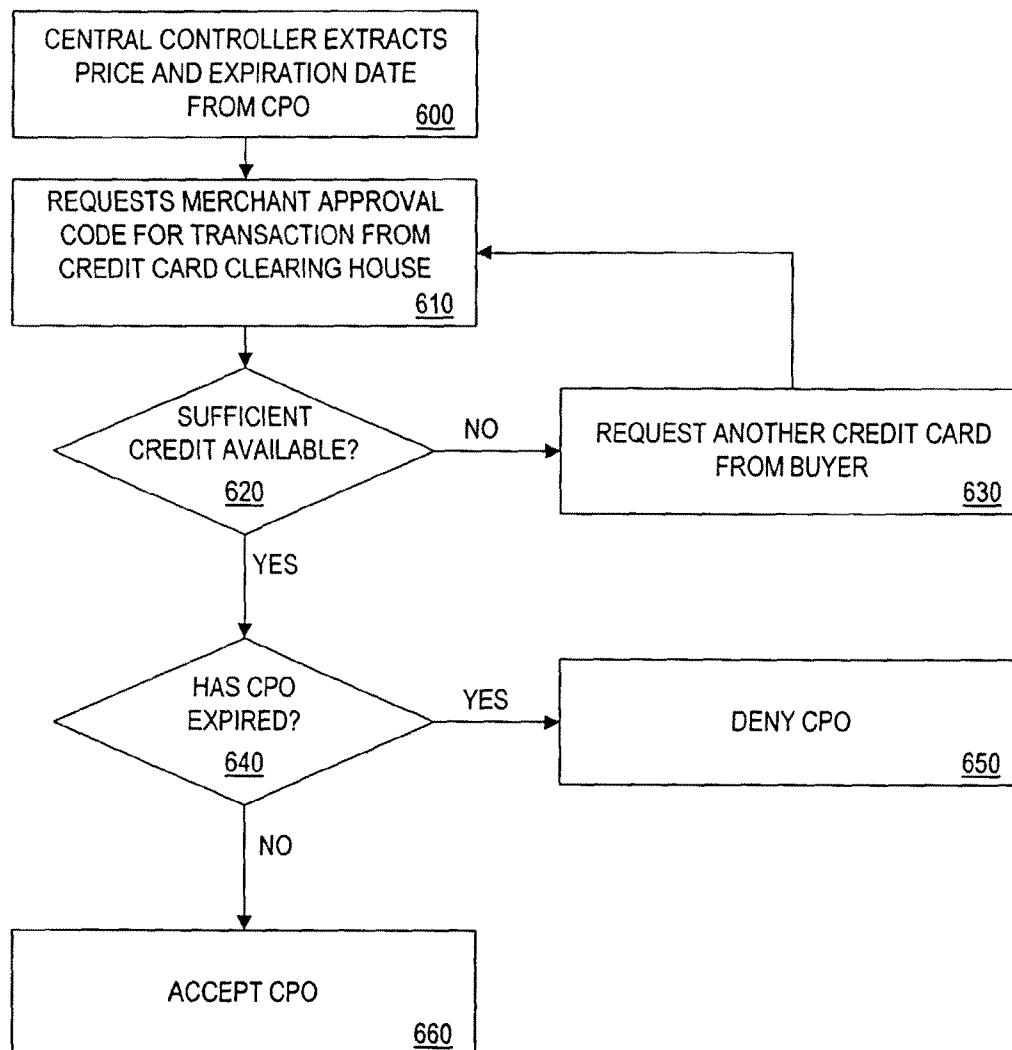 CENTRAL CONTROLLER EXTRACTS
PRICE AND EXPIRATION DATE
FROM CPO
600
REQUESTS MERCHANT APPROVAL
CODE FOR TRANSACTION FROM
CREDIT CARD CLEARING HOUSE
610
SUFFICIENT
CREDIT AVAILABLE?
620
NO
REQUEST ANOTHER CREDIT CARD
FROM BUYER
630
YES
HAS CPO
EXPIRED?
640
YES
DENY CPO
650
NO
ACCEPT CPO
660